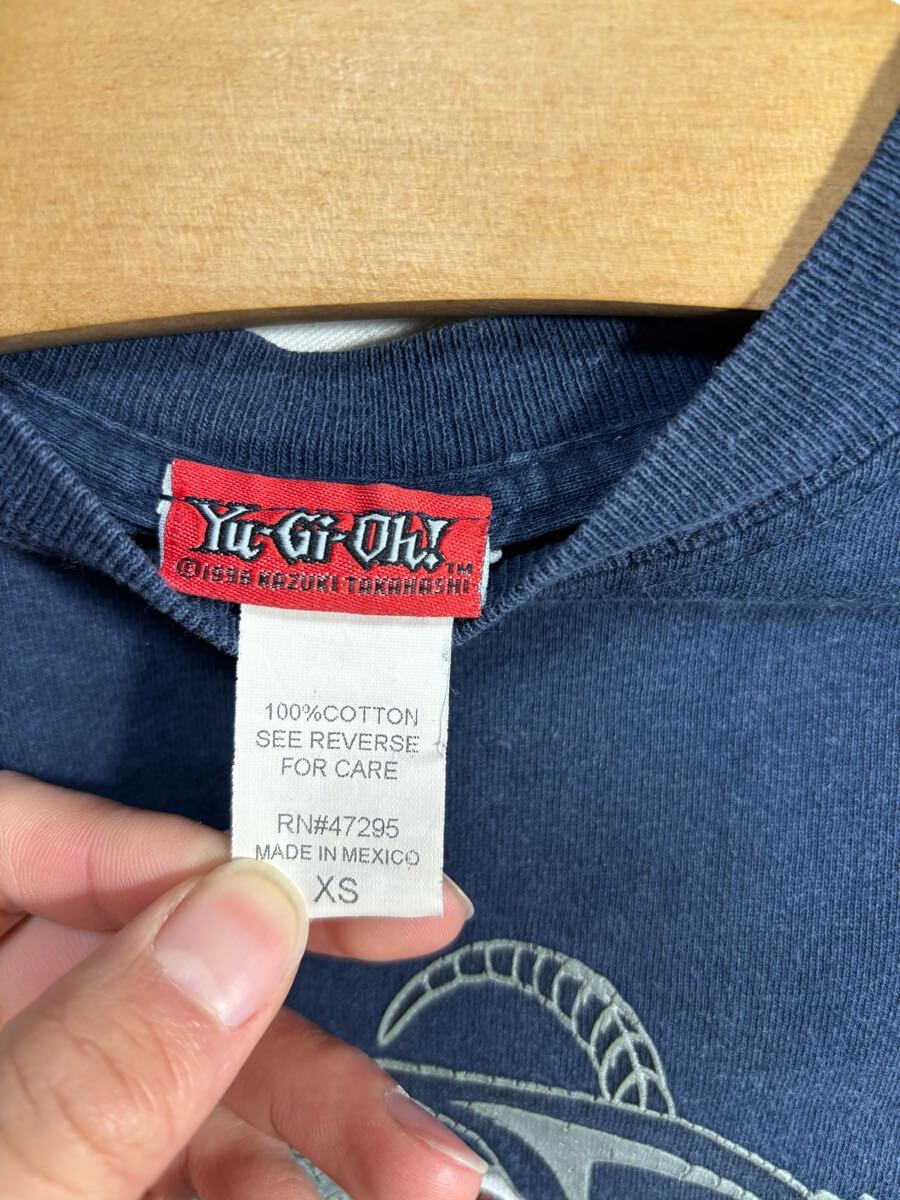 Yu-Gi-Oh!™
©1996 KAZUKI TAKAHASHI
100%COTTON
SEE REVERSE
FOR CARE
RN#47295
MADE IN MEXICO
XS